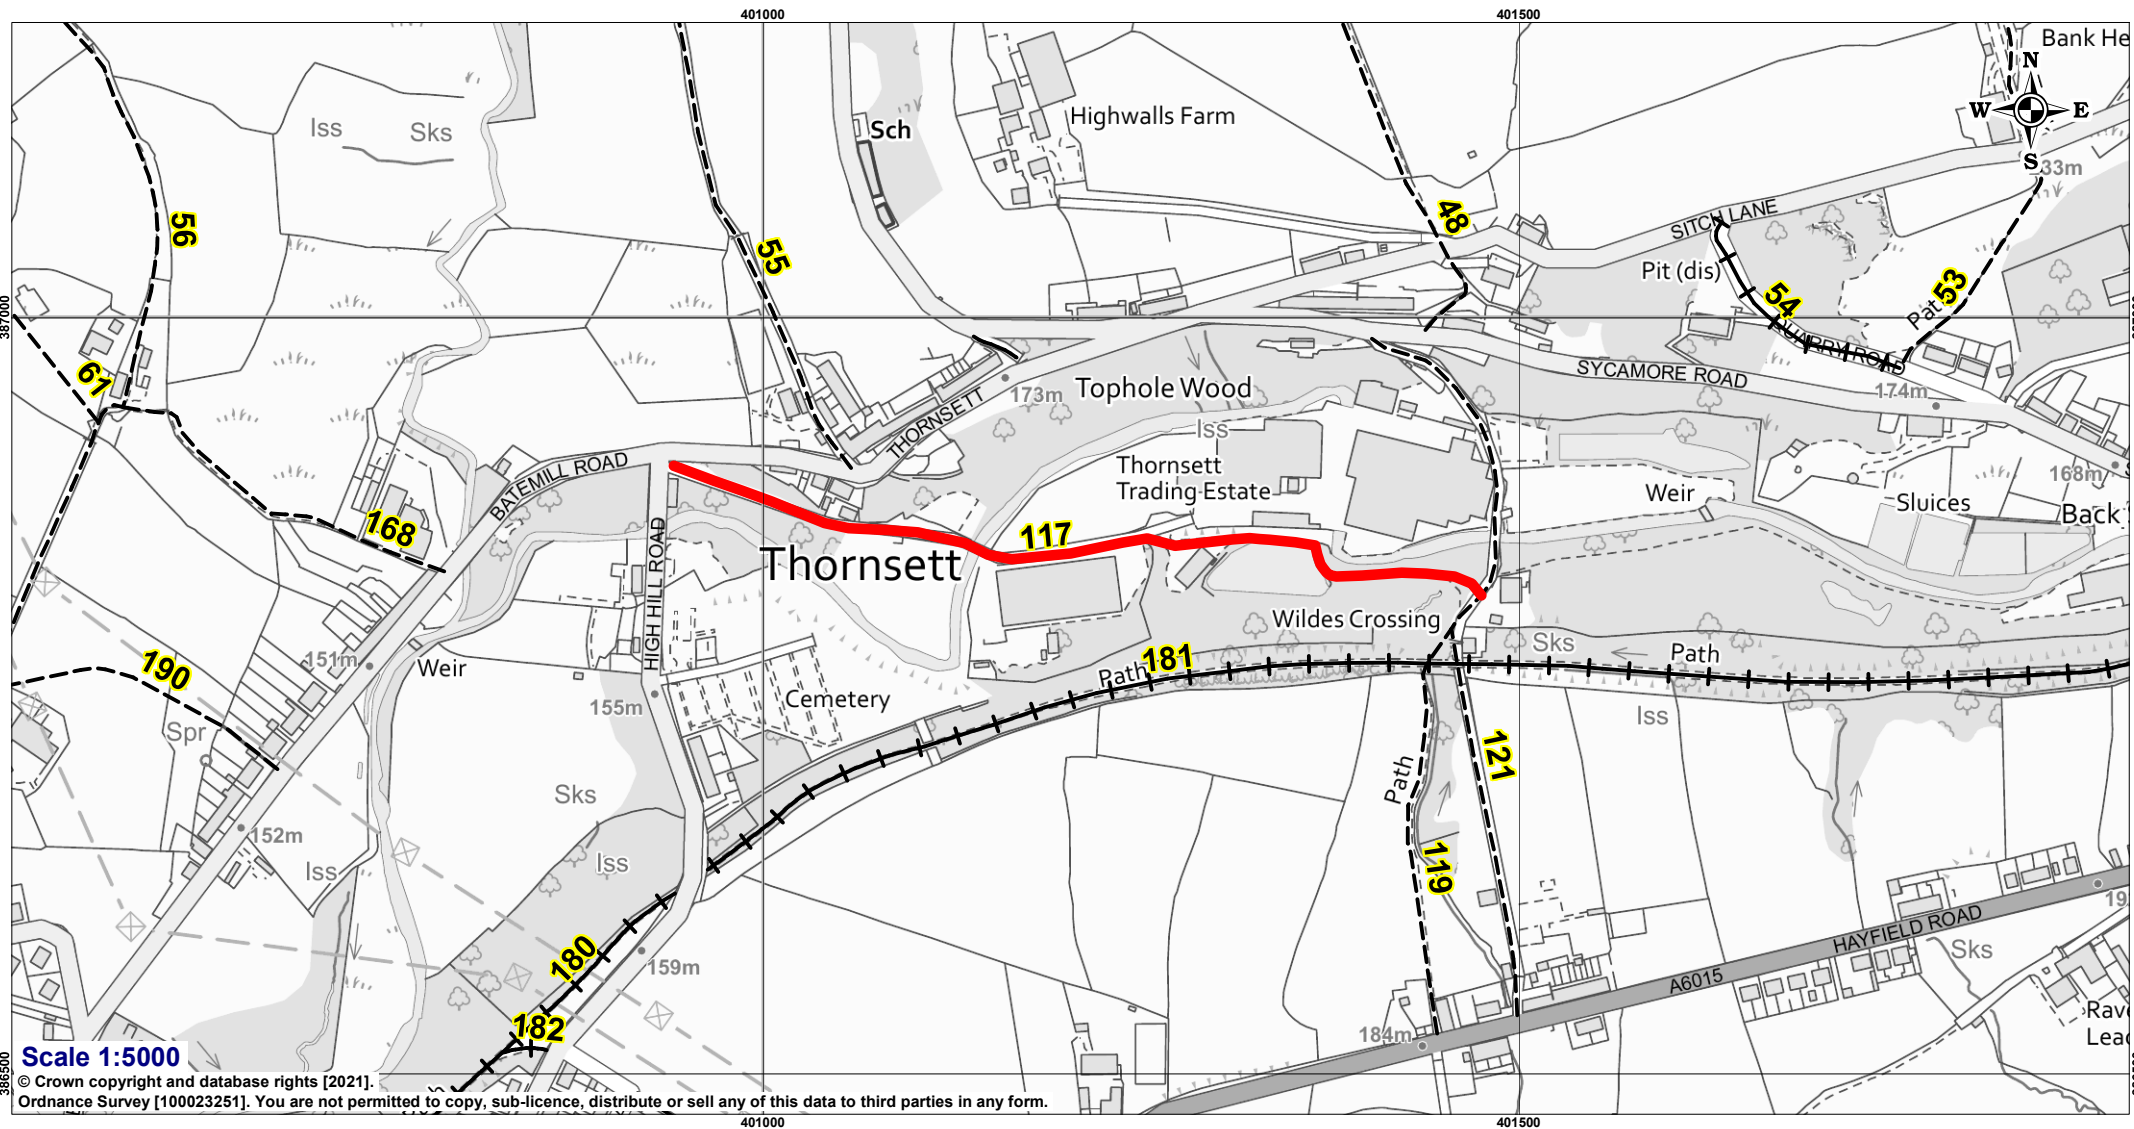 401000
401500
Bank He
N
W
E
S
Iss
Sks
Sch
Highwalls Farm
33m
56
55
48
SITCH LANE
Pit (dis)
54
53
Pat
387000
61
QUARRY ROAD
SYCAMORE ROAD
174m
173m
Tophole Wood
THORNSETT
Iss
BATEMILL ROAD
Thornsett
Trading Estate
168m
Weir
Sluices
Back
168
117
Thornsett
HIGH HILL ROAD
Wildes Crossing
Sks
151m
Weir
190
181
Path
Path
155m
Cemetery
Iss
Spr
121
Path
Sks
152m
Iss
Iss
119
19
HAYFIELD ROAD
Sks
180
159m
A6015
182
184m
Rave
Lead
386500
Scale 1:5000
© Crown copyright and database rights [2021].
Ordnance Survey [100023251]. You are not permitted to copy, sub-licence, distribute or sell any of this data to third parties in any form.
401000
401500